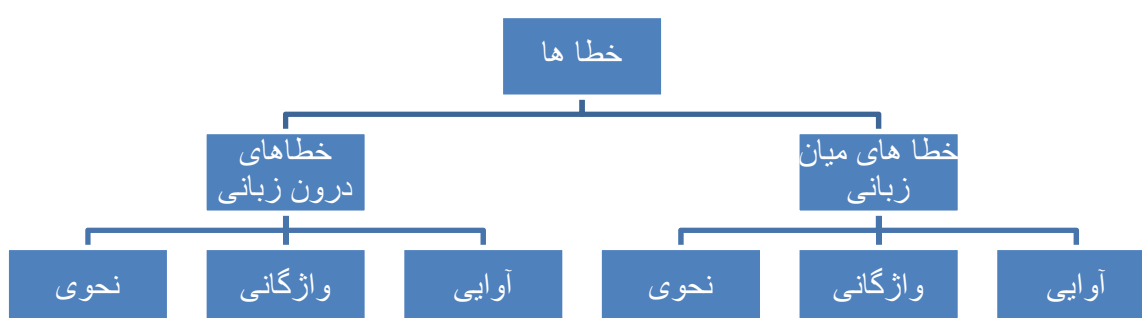 خطا ها
خطا های میان
زبانی
خطاهای
درون زبانی
آوایی
واژگانی
نحوی
آوایی
واژگانی
نحوی